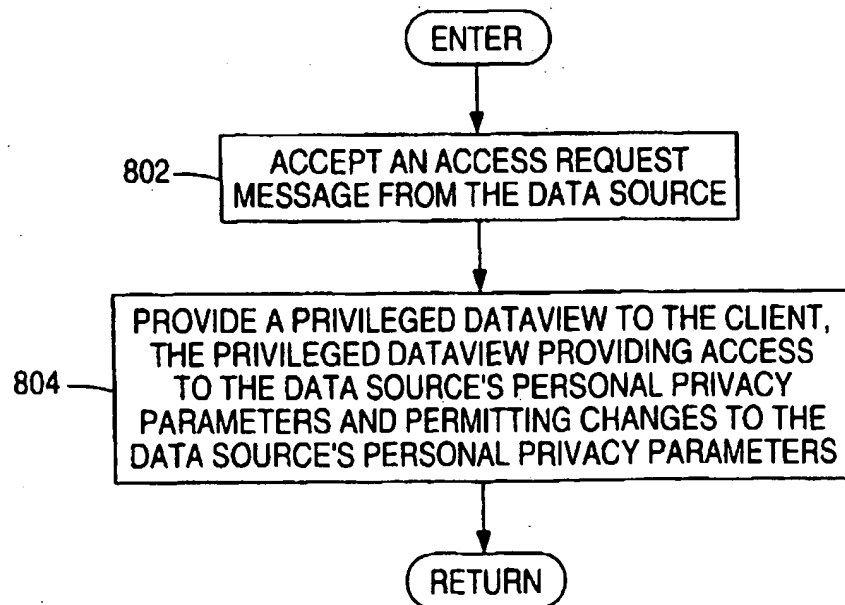 ENTER
802
ACCEPT AN ACCESS REQUEST
MESSAGE FROM THE DATA SOURCE
804
PROVIDE A PRIVILEGED DATAVIEW TO THE CLIENT,
THE PRIVILEGED DATAVIEW PROVIDING ACCESS
TO THE DATA SOURCE'S PERSONAL PRIVACY
PARAMETERS AND PERMITTING CHANGES TO THE
DATA SOURCE'S PERSONAL PRIVACY PARAMETERS
RETURN